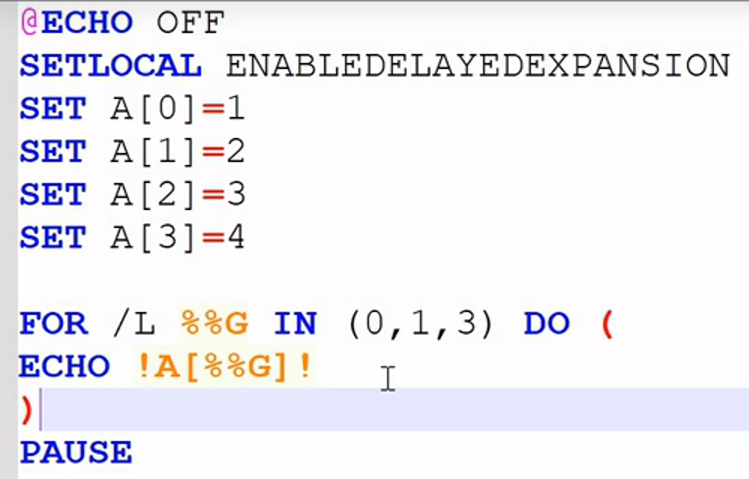 @ECHO OFF
SETLOCAL ENABLEDELAYEDEXPANSION
SET A[0]=1
SET A[1]=2
SET A[2]=3
SET A[3]=4
FOR /L %%G IN (0,1,3) DO (
ECHO !A[%%G]!
)
PAUSE